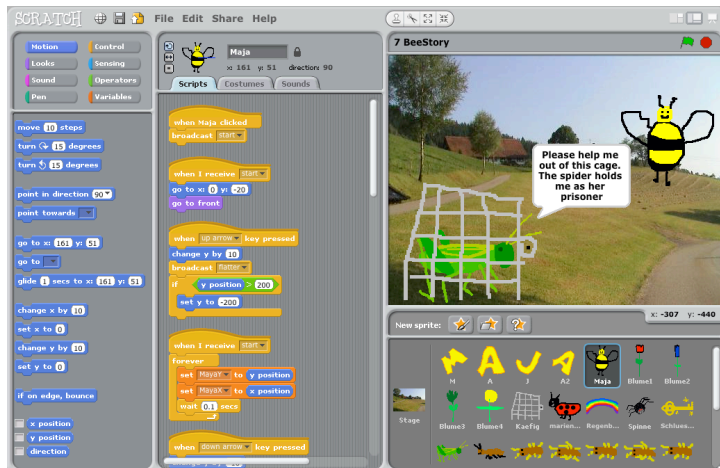 SCRATCH File Edit Share Help
Motion Control
Looks Sensing
Sound Operators
Pen Variables
move 10 steps
turn 15 degrees
turn 15 degrees
point in direction 90
point towards
go to x: 161 y: 51
go to
glide 1 secs to x: 161 y: 51
change x by 10
set x to 0
change y by 10
set y to 0
if on edge, bounce
x position
y position
direction
Maja
x: 161 y: 51 direction: 90
Scripts Costumes Sounds
when Maja clicked
broadcast start
when I receive start
go to x: 0 y: -20
go to front
when up arrow key pressed
change y by 10
broadcast flatter
if y position > 200
set y to -200
when I receive start
forever
set MayaY to y position
set MayaX to x position
wait 0.1 secs
when down arrow key pressed
7 BeeStory
Please help me
out of this cage.
The spider holds
me as her
prisoner
x: -307 y: -440
New sprite:
Stage
M A J A2 Maja Blume1 Blume2
Blume3 Blume4 Kaefig marien... Regenb... Spinne Schluss...